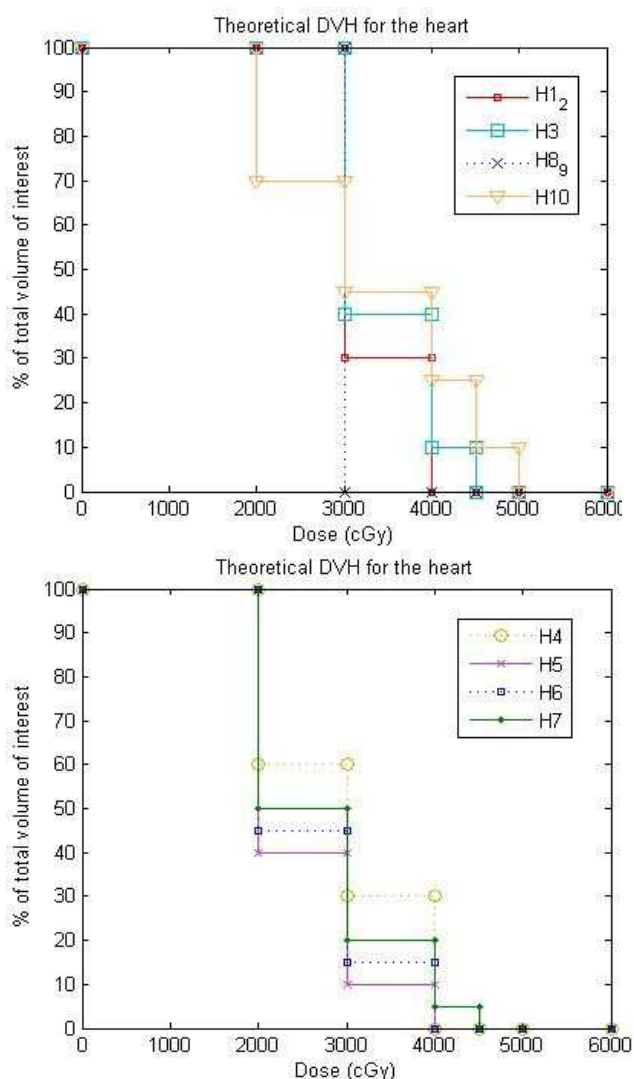 Theoretical DVH for the heart
100
90
80
70
60
50
40
30
20
10
0
% of total volume of interest
H1₂
H3
H8₉
H10
0 1000 2000 3000 4000 5000 6000
Dose (cGy)
Theoretical DVH for the heart
100
90
80
70
60
50
40
30
20
10
0
% of total volume of interest
H4
H5
H6
H7
0 1000 2000 3000 4000 5000 6000
Dose (cGy)